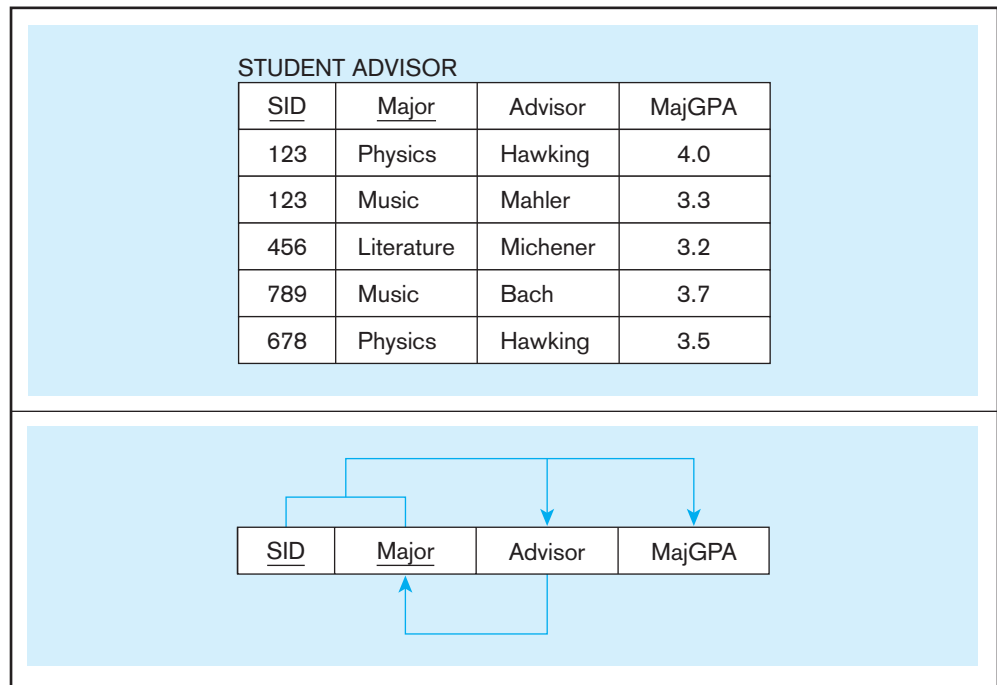 STUDENT ADVISOR
SID Major Advisor MajGPA
123 Physics Hawking 4.0
123 Music Mahler 3.3
456 Literature Michener 3.2
789 Music Bach 3.7
678 Physics Hawking 3.5
SID Major Advisor MajGPA